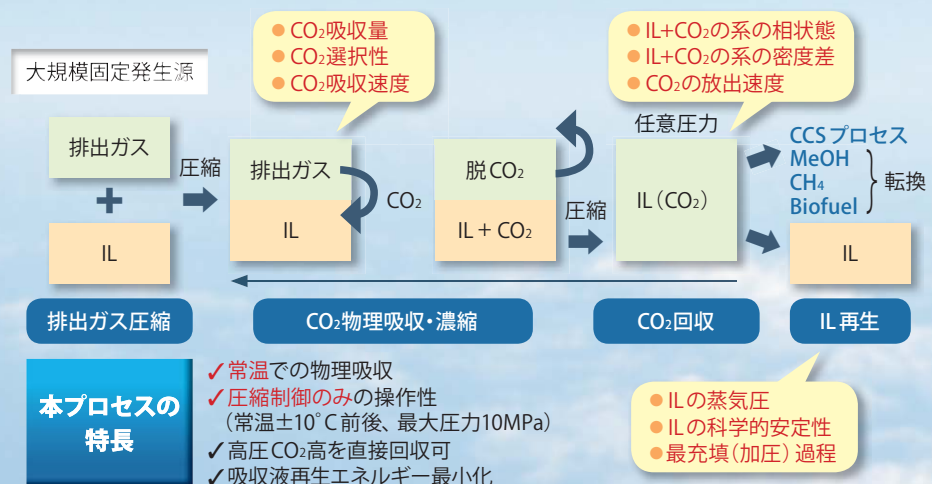 ● CO₂吸収量
● CO₂選択性
● CO₂吸収速度
● IL+CO₂の系の相状態
● IL+CO₂の系の密度差
● CO₂の放出速度
大規模固定発生源
排出ガス
+
IL
圧縮
排出ガス
IL
CO₂
脱CO₂
IL + CO₂
圧縮
任意圧力
IL(CO₂)
CCSプロセス
MeOH
CH₄
Biofuel
転換
IL
排出ガス圧縮
CO₂物理吸収・濃縮
CO₂回収
IL再生
本プロセスの
特長
✓常温での物理吸収
✓圧縮制御のみの操作性
(常温±10°C前後、最大圧力10MPa)
✓高圧CO₂高を直接回収可
✓吸収液再生エネルギー最小化
● ILの蒸気圧
● ILの科学的安定性
● 最充填(加圧)過程